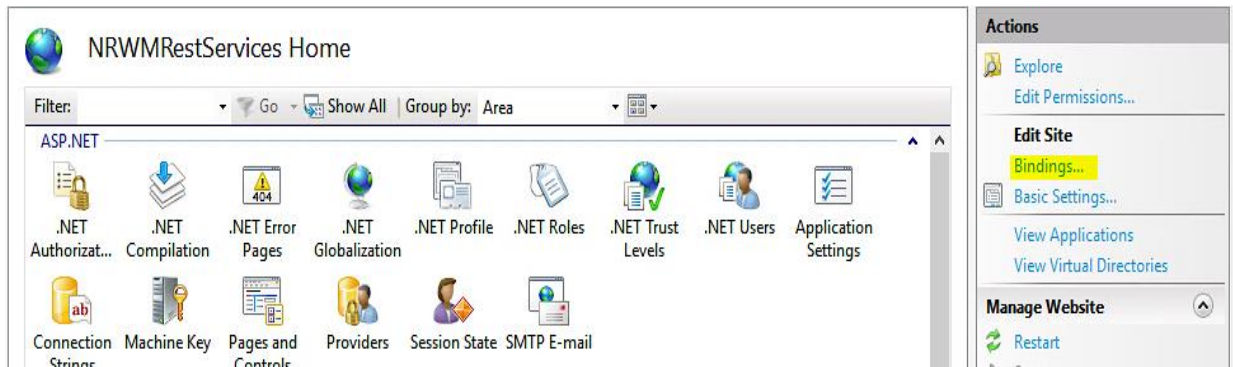 NRWMRestServices Home
Filter: Go Show All Group by: Area
ASP.NET
.NET Authorizat...
.NET Compilation
404
.NET Error Pages
.NET Globalization
.NET Profile
.NET Roles
.NET Trust Levels
.NET Users
Application Settings
ab
Connection Strings
Machine Key
Pages and Controls
Providers
Session State
SMTP E-mail
Actions
Explore
Edit Permissions...
Edit Site
Bindings...
Basic Settings...
View Applications
View Virtual Directories
Manage Website
Restart